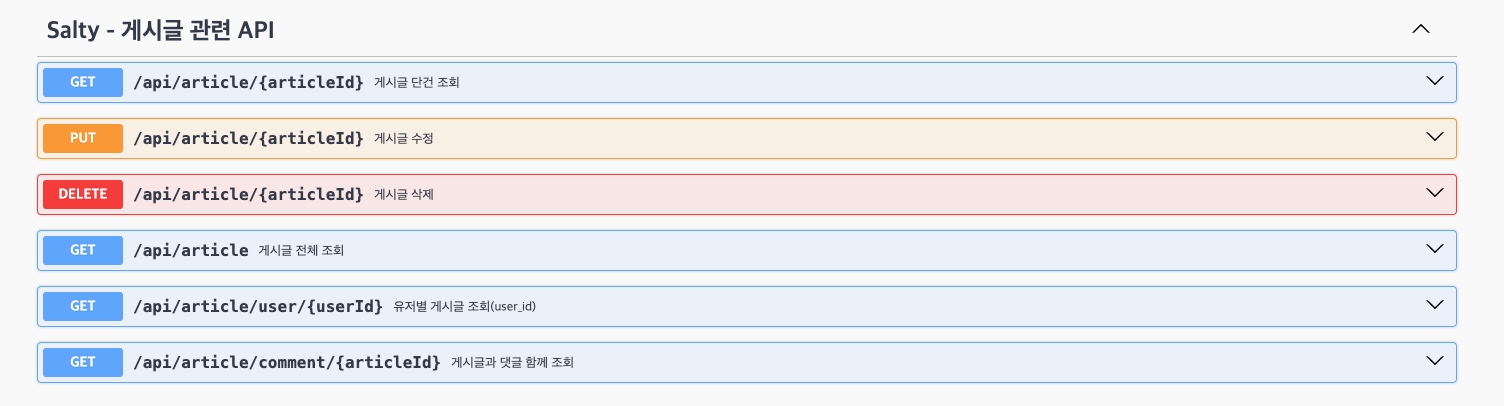 Salty - 게시글 관련 API
GET /api/article/{articleId} 게시글 단건 조회
PUT /api/article/{articleId} 게시글 수정
DELETE /api/article/{articleId} 게시글 삭제
GET /api/article 게시글 전체 조회
GET /api/article/user/{userId} 유저별 게시글 조회(user_id)
GET /api/article/comment/{articleId} 게시글과 댓글 함께 조회